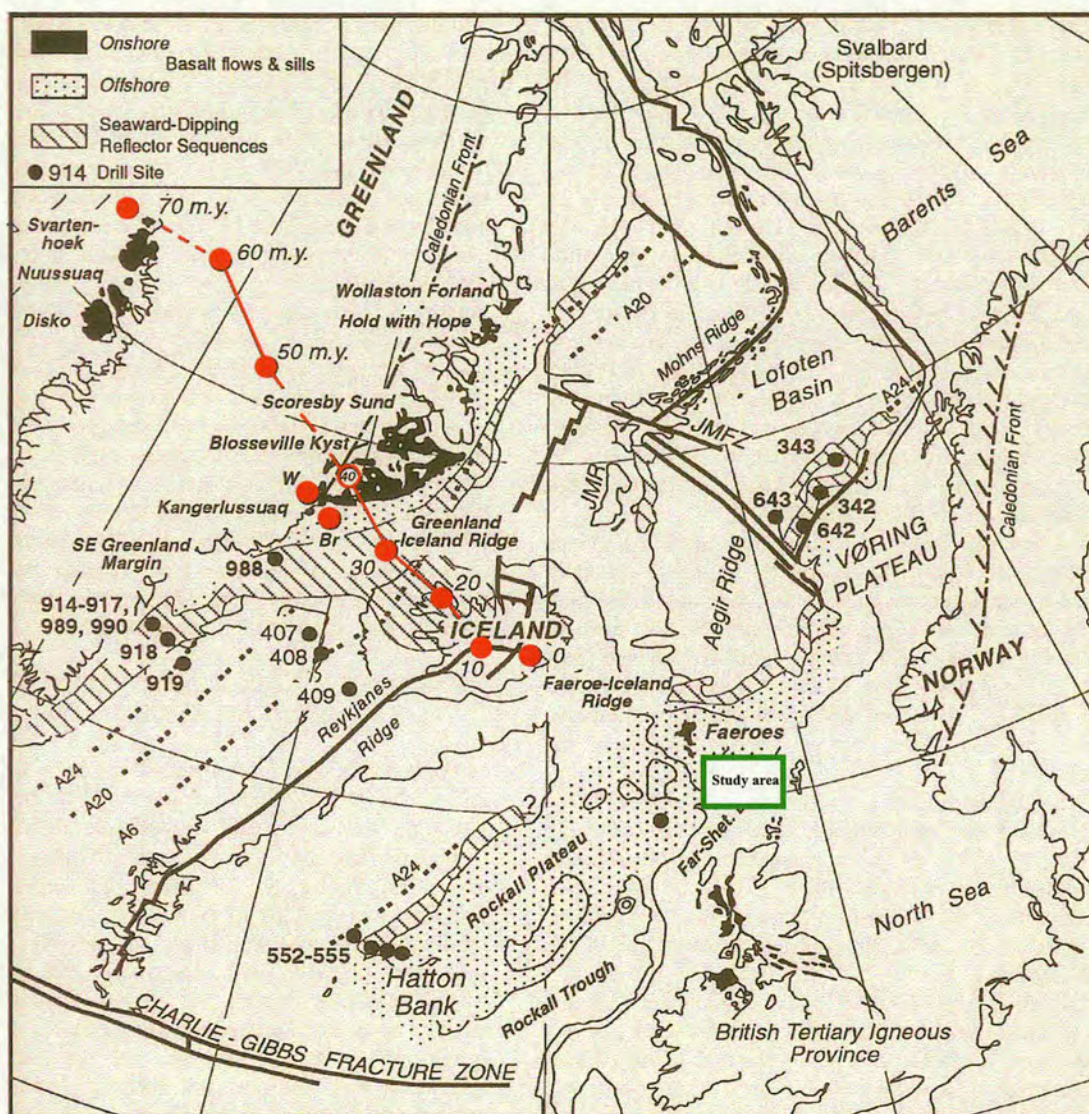 Onshore
Basalt flows & sills
Offshore
Seaward-Dipping
Reflector Sequences
914 Drill Site
Svalbard
(Spitsbergen)
Sea
Barents
GREENLAND
Caledonian Front
70 m.y.
Svarten-
hoek
60 m.y.
Nuussuaq
Disko
Wollaston Forland
Hold with Hope
50 m.y.
A20
Mohns Ridge
Lofoten
Basin
A24
Scoresby Sund
Blosseville Kyst
JMFZ
343
40
W
JMR
Kangerlussuaq
643
342
642
Caledonian Front
Br
Greenland
Iceland Ridge
VØRING
PLATEAU
SE Greenland
Margin
988
30
20
Aegir Ridge
914-917,
989, 990
407
408
ICELAND
918
919
10
0
409
NORWAY
Faeroe-Iceland
Ridge
Reykjanes
Ridge
Faeroes
A24
A20
A6
Study area
?
Far-Shet.
A24
Rockall Plateau
North Sea
552-555
Hatton
Bank
Rockall Trough
CHARLIE-GIBBS FRACTURE ZONE
British Tertiary Igneous
Province